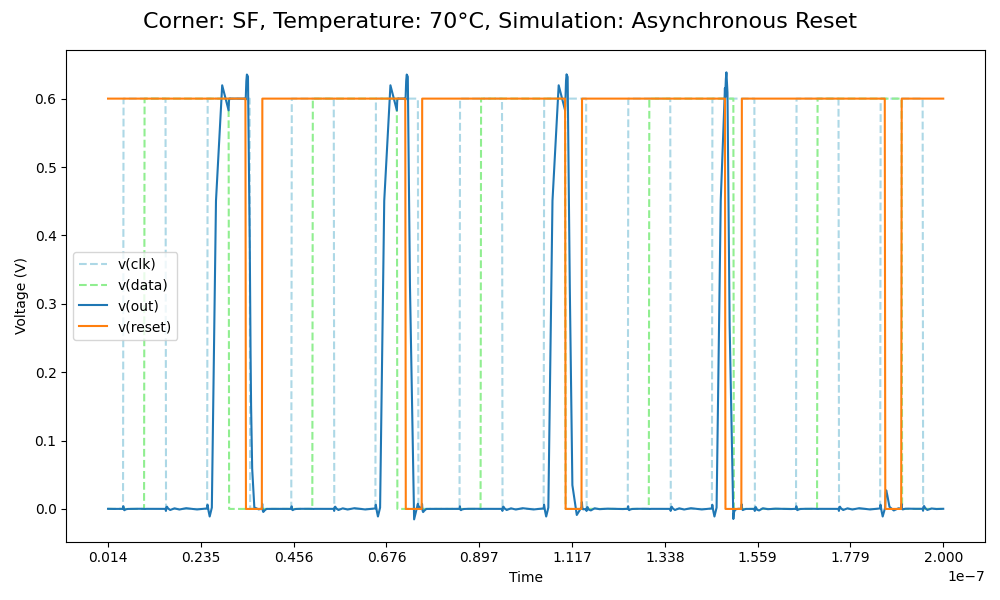 Corner: SF, Temperature: 70°C, Simulation: Asynchronous Reset
Voltage (V)
0.6
0.5
0.4
0.3
0.2
0.1
0.0
v(clk)
v(data)
v(out)
v(reset)
0.014 0.235 0.456 0.676 0.897 1.117 1.338 1.559 1.779 2.000
Time
1e−7